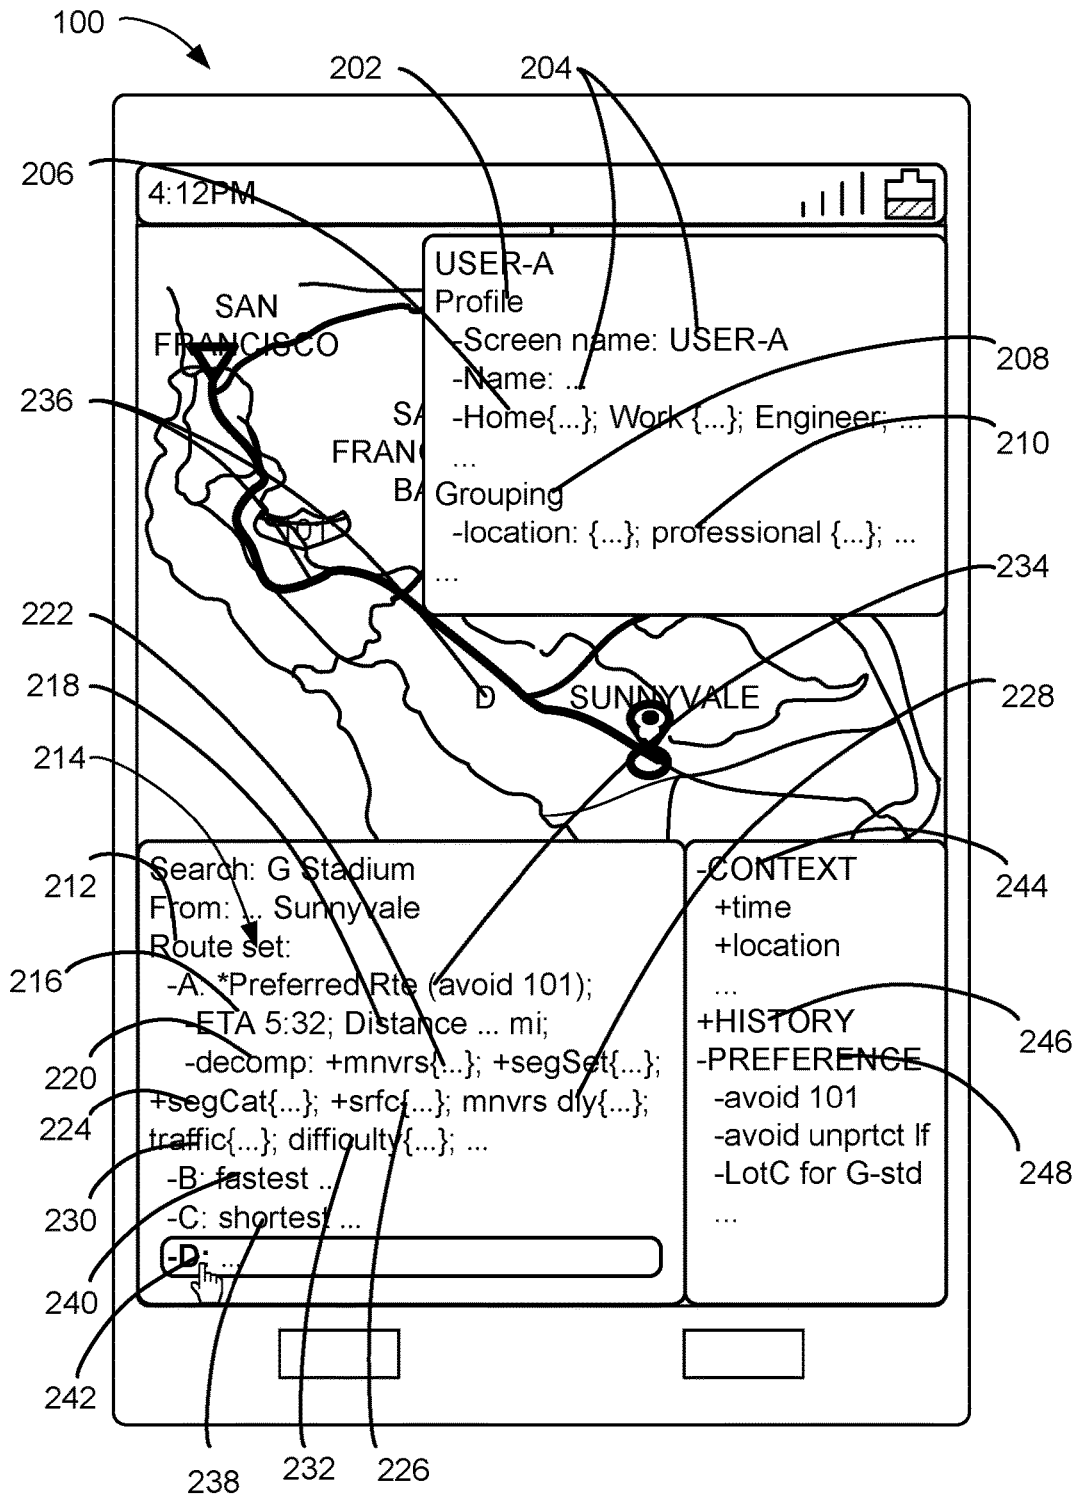 100
202
204
206
4:12PM
USER-A
Profile
-Screen name: USER-A
-Name: ...
-Home{...}; Work {...}; Engineer; ...
...
Grouping
-location: {...}; professional {...}; ...
...
208
210
SAN
FRANCISCO
236
SA
FRAN
BA
101
234
222
218
D
SUNNYVALE
228
214
212
Search: G Stadium
From: ... Sunnyvale
Route set:
-A: *Preferred Rte (avoid 101);
-ETA 5:32; Distance ... mi;
-decomp: +mnvrs{...}; +segSet{...};
+segCat{...}; +srfc{...}; mnvrs dly{...};
traffic{...}; difficulty{...}; ...
-B: fastest ...
-C: shortest ...
-D: ...
-CONTEXT
+time
+location
...
+HISTORY
-PREFERENCE
-avoid 101
-avoid unprtct lf
-LotC for G-std
...
244
216
246
220
224
248
230
240
242
238
232
226